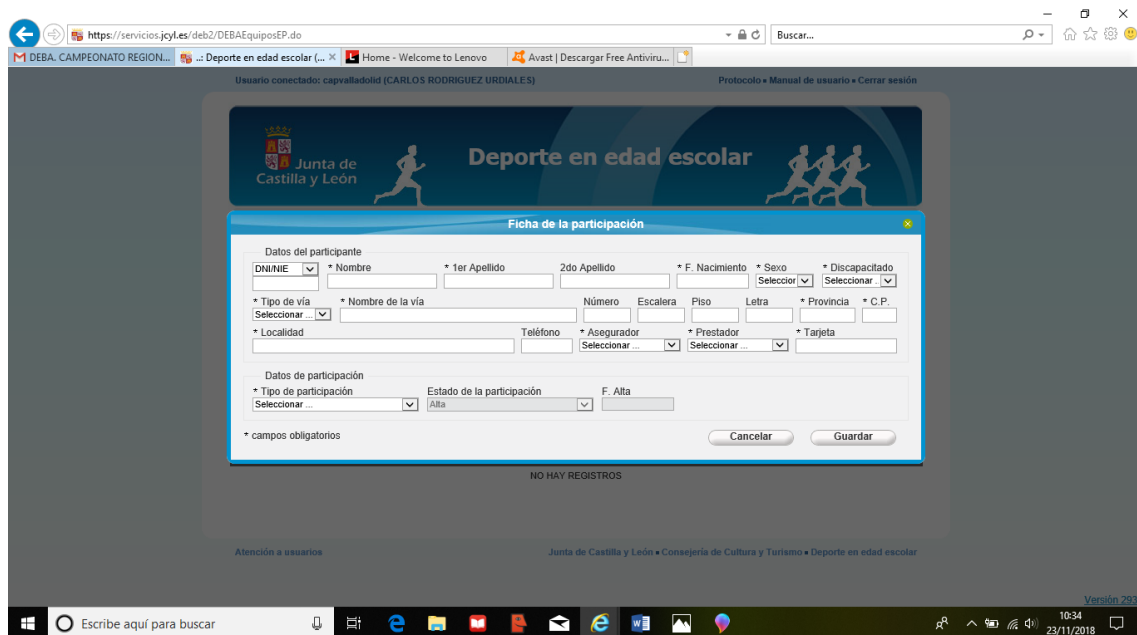 https://servicios.jcyl.es/deb2/DEBAEquiposEP.do
Buscar...
DEBA. CAMPEONATO REGION...
..: Deporte en edad escolar (...
Home - Welcome to Lenovo
Avast | Descargar Free Antiviru...
Usuario conectado: capvalladolid (CARLOS RODRIGUEZ URDIALES)
Protocolo • Manual de usuario • Cerrar sesión
Junta de
Castilla y León
Deporte en edad escolar
Ficha de la participación
Datos del participante
DNI/NIE * Nombre * 1er Apellido 2do Apellido * F. Nacimiento * Sexo * Discapacitado
Seleccior Seleccionar ..
* Tipo de vía * Nombre de la vía Número Escalera Piso Letra * Provincia * C.P.
Seleccionar ...
* Localidad Teléfono * Asegurador * Prestador * Tarjeta
Seleccionar ... Seleccionar ...
Datos de participación
* Tipo de participación Estado de la participación F. Alta
Seleccionar ... Alta
* campos obligatorios
Cancelar Guardar
NO HAY REGISTROS
Atención a usuarios
Junta de Castilla y León • Consejería de Cultura y Turismo • Deporte en edad escolar
Versión 293
Escribe aquí para buscar
10:34
23/11/2018